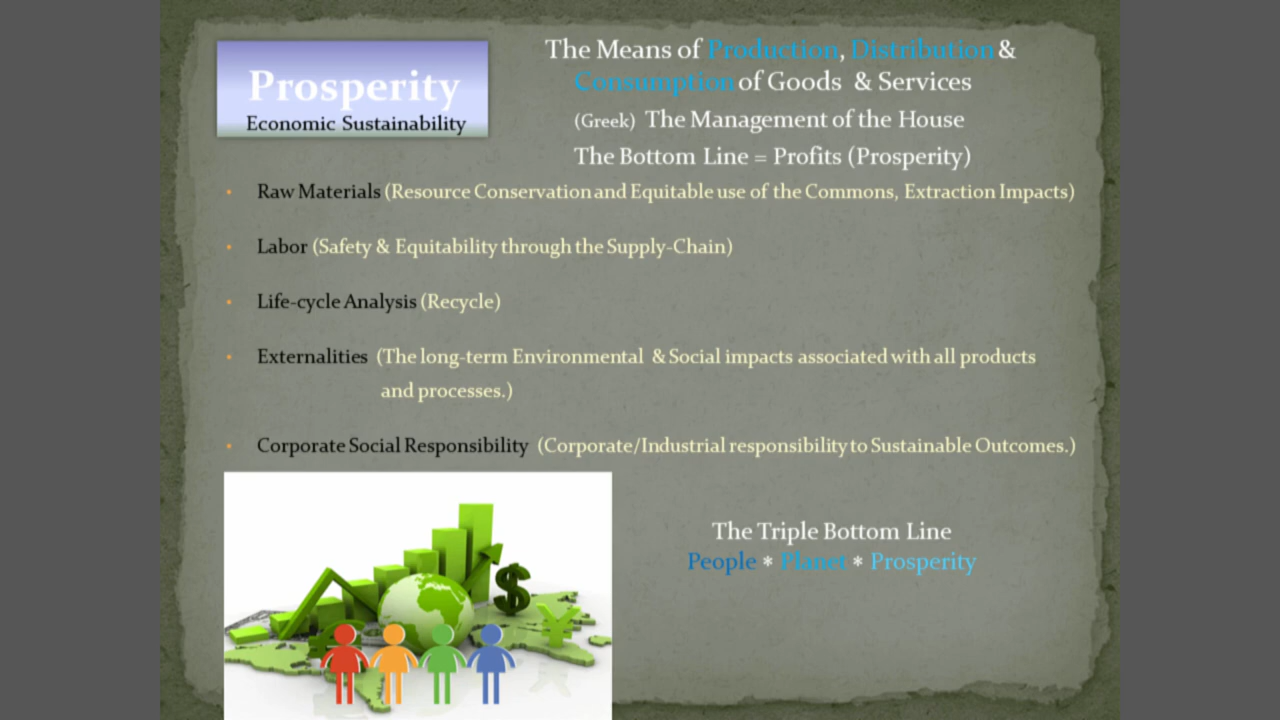 Prosperity
Economic Sustainability
The Means of Production, Distribution &
Consumption of Goods & Services
(Greek) The Management of the House
The Bottom Line = Profits (Prosperity)
• Raw Materials (Resource Conservation and Equitable use of the Commons, Extraction Impacts)
• Labor (Safety & Equitability through the Supply-Chain)
• Life-cycle Analysis (Recycle)
• Externalities (The long-term Environmental & Social impacts associated with all products
and processes.)
• Corporate Social Responsibility (Corporate/Industrial responsibility to Sustainable Outcomes.)
$
¥
The Triple Bottom Line
People * Planet * Prosperity